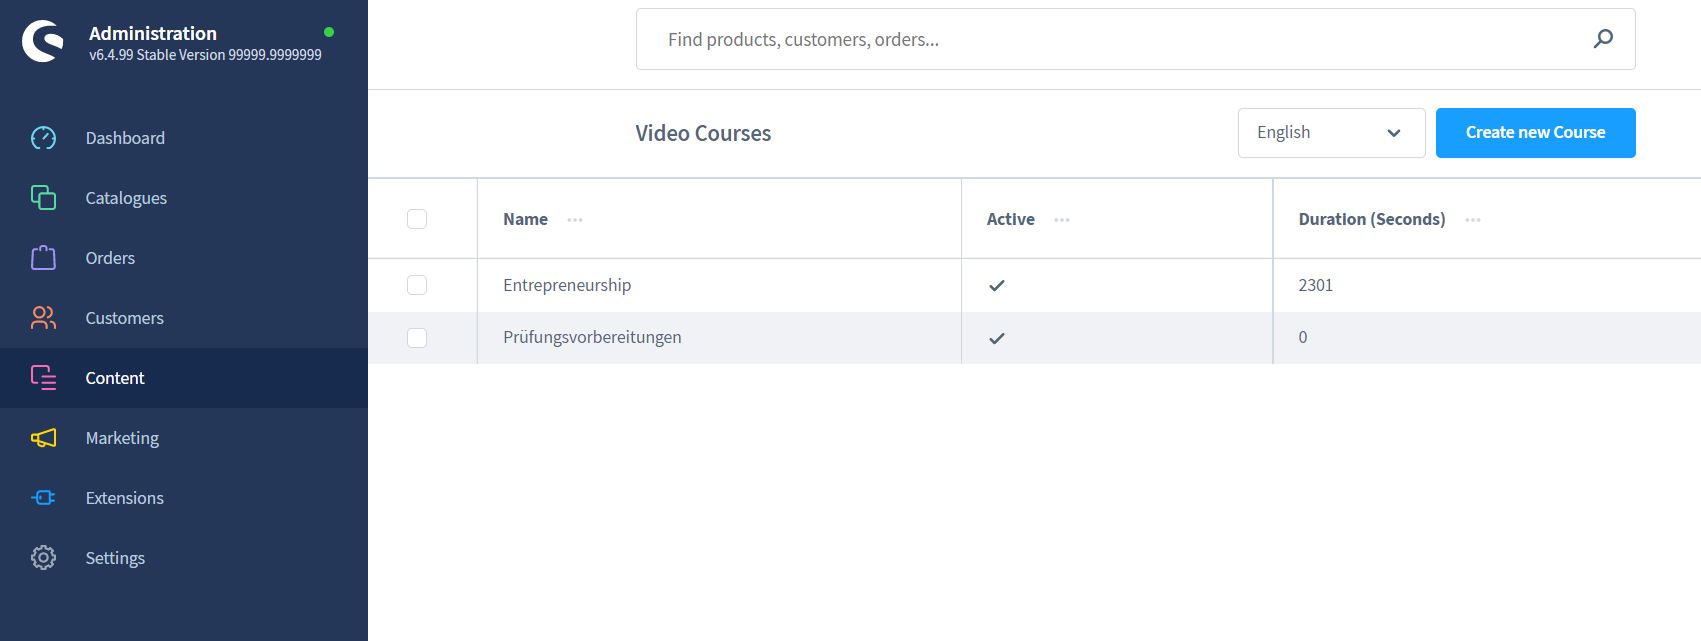 Administration
v6.4.99 Stable Version 99999.9999999
Dashboard
Catalogues
Orders
Customers
Content
Marketing
Extensions
Settings
Find products, customers, orders...
Video Courses
English
Create new Course
Name ··· Active ··· Duration (Seconds) ···
Entrepreneurship 2301
Prüfungsvorbereitungen 0